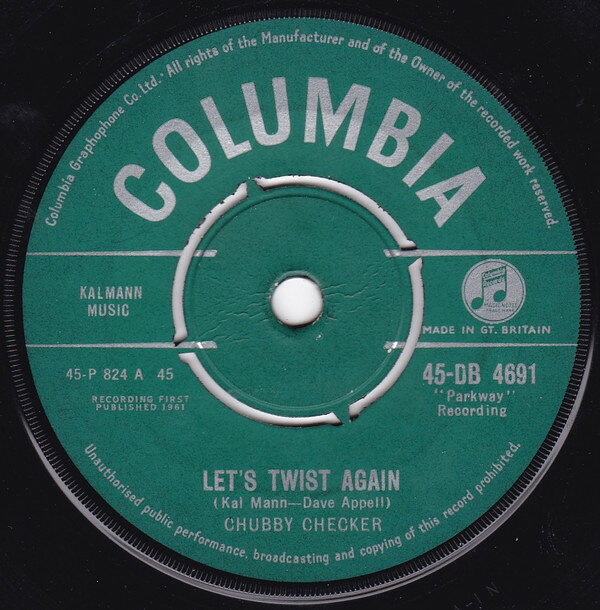 Columbia Graphophone Co. Ltd. · All rights of the Manufacturer and of the Owner of the recorded work reserved.
COLUMBIA
KALMANN
MUSIC
MADE IN GT. BRITAIN
45-P 824 A 45
RECORDING FIRST
PUBLISHED 1961
45-DB 4691
"Parkway"
Recording
LET'S TWIST AGAIN
(Kal Mann—Dave Appell)
CHUBBY CHECKER
Unauthorised public performance, broadcasting and copying of this record prohibited.